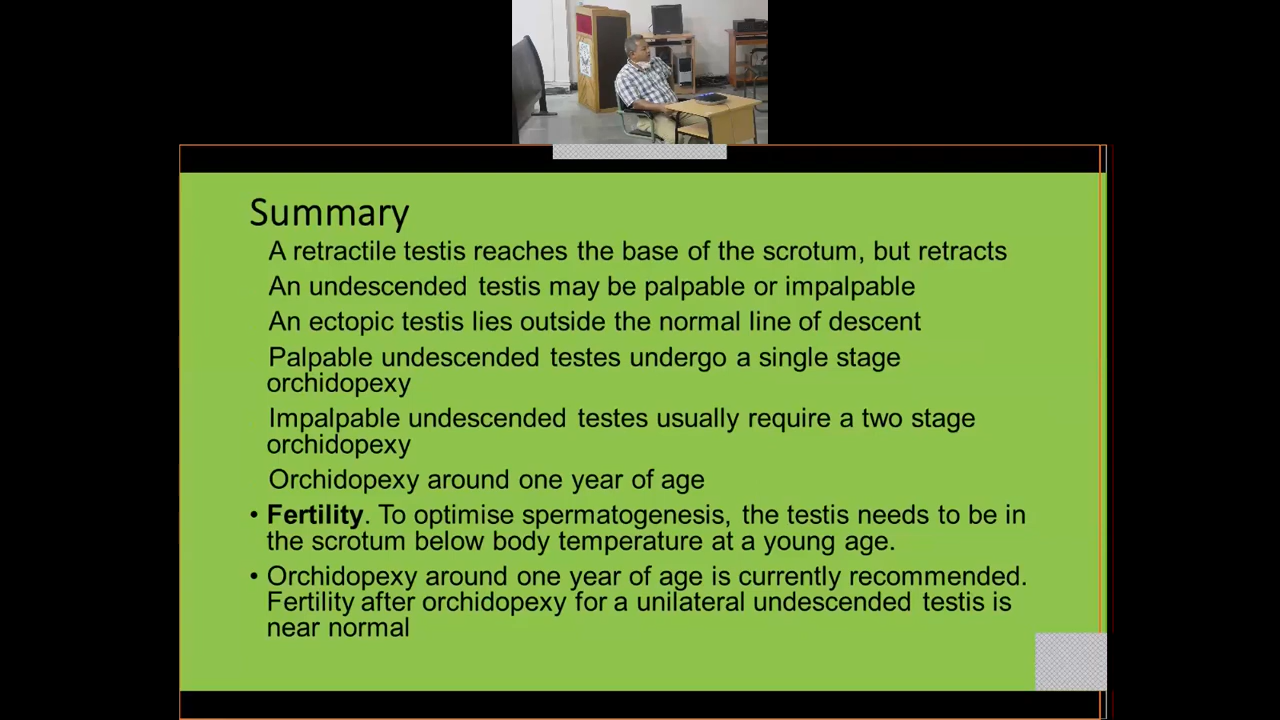 Summary
A retractile testis reaches the base of the scrotum, but retracts
An undescended testis may be palpable or impalpable
An ectopic testis lies outside the normal line of descent
Palpable undescended testes undergo a single stage
orchidopexy
Impalpable undescended testes usually require a two stage
orchidopexy
Orchidopexy around one year of age
• Fertility. To optimise spermatogenesis, the testis needs to be in
the scrotum below body temperature at a young age.
• Orchidopexy around one year of age is currently recommended.
Fertility after orchidopexy for a unilateral undescended testis is
near normal